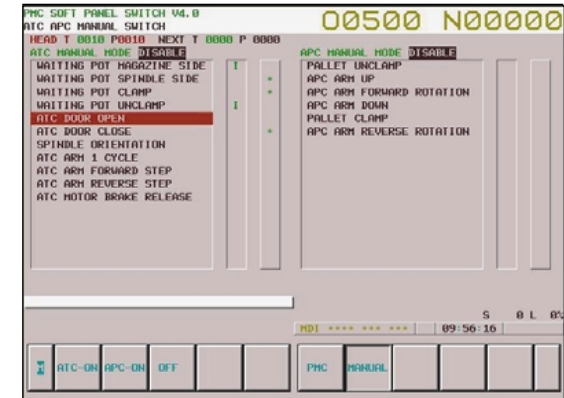 PMC SOFT PANEL SWITCH V4.0
ATC APC MANUAL SWITCH
O0500 N00000
HEAD T 0010 P0010 NEXT T 0000 P 0000
ATC MANUAL MODE DISABLE
WAITING POT MAGAZINE SIDE I
WAITING POT SPINDLE SIDE *
WAITING POT CLAMP *
WAITING POT UNCLAMP I
ATC DOOR OPEN
ATC DOOR CLOSE *
SPINDLE ORIENTATION
ATC ARM 1 CYCLE
ATC ARM FORWARD STEP
ATC ARM REVERSE STEP
ATC MOTOR BRAKE RELEASE
APC MANUAL MODE DISABLE
PALLET UNCLAMP
APC ARM UP
APC ARM FORWARD ROTATION
APC ARM DOWN
PALLET CLAMP
APC ARM REVERSE ROTATION
S 0 L 0%
MDI **** *** *** 09:56:16
ATC-ON APC-ON OFF PMC MANUAL